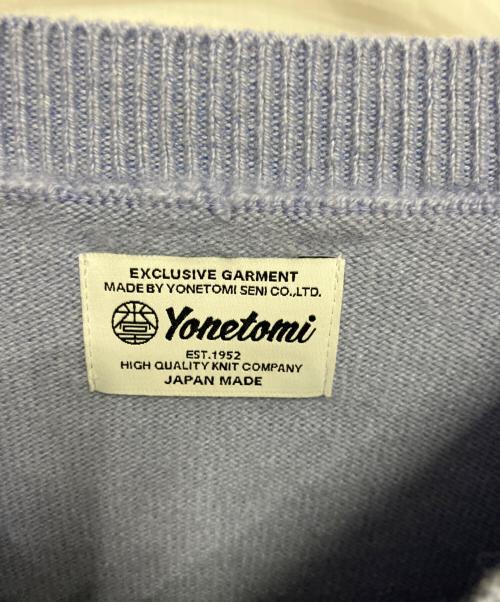 EXCLUSIVE GARMENT
MADE BY YONETOMI SENI CO.,LTD.
Yonetomi
EST.1952
HIGH QUALITY KNIT COMPANY
JAPAN MADE